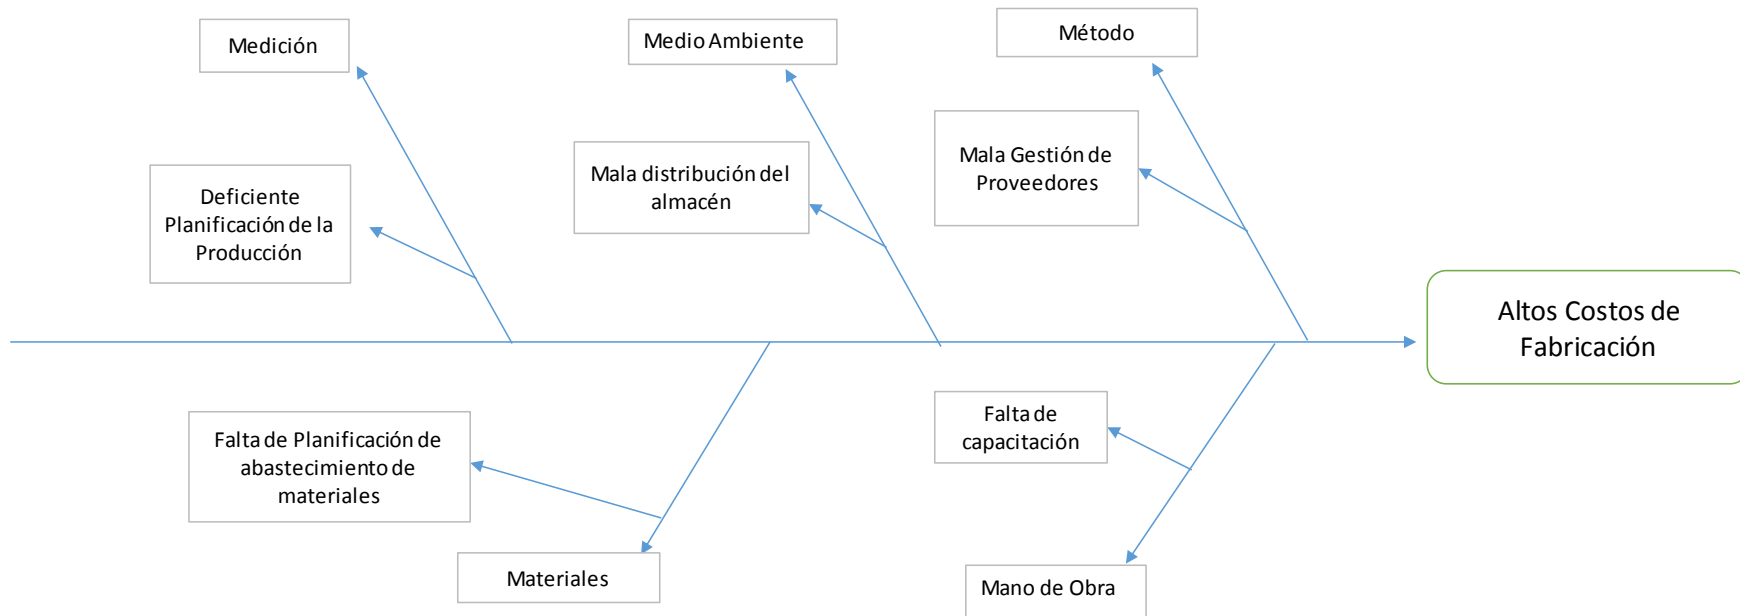 Medición
Medio Ambiente
Método
Deficiente
Planificación de la
Producción
Mala distribución del
almacén
Mala Gestión de
Proveedores
Altos Costos de
Fabricación
Falta de Planificación de
abastecimiento de
materiales
Falta de
capacitación
Materiales
Mano de Obra